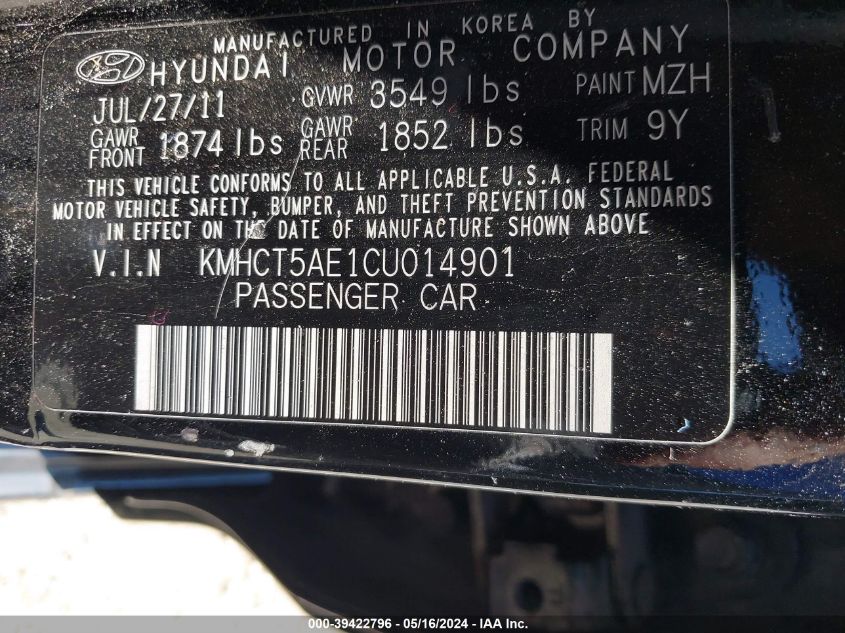 MANUFACTURED IN KOREA BY
HYUNDAI MOTOR COMPANY
JUL/27/11 GVWR 3549 lbs PAINT MZH
GAWR FRONT 1874 lbs GAWR REAR 1852 lbs TRIM 9Y
THIS VEHICLE CONFORMS TO ALL APPLICABLE U.S.A. FEDERAL
MOTOR VEHICLE SAFETY, BUMPER, AND THEFT PREVENTION STANDARDS
IN EFFECT ON THE DATE OF MANUFACTURE SHOWN ABOVE
V.I.N KMHCT5AE1CU014901
PASSENGER CAR
000-39422796 - 05/16/2024 - IAA Inc.